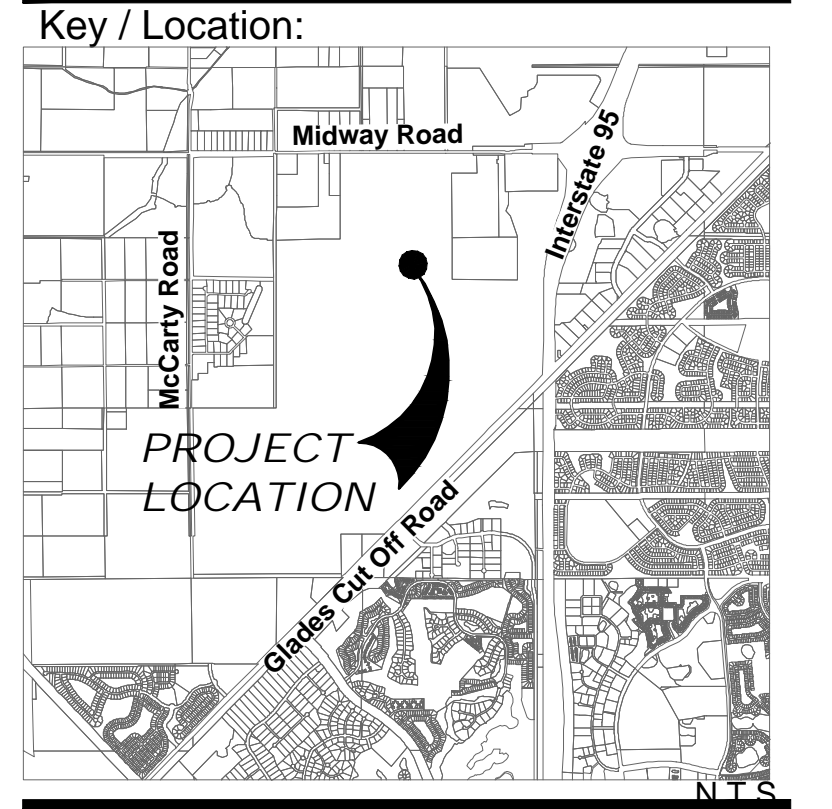 Key / Location:
Midway Road
Interstate 95
McCarty Road
PROJECT
LOCATION
Glades Cut Off Road
N.T.S.